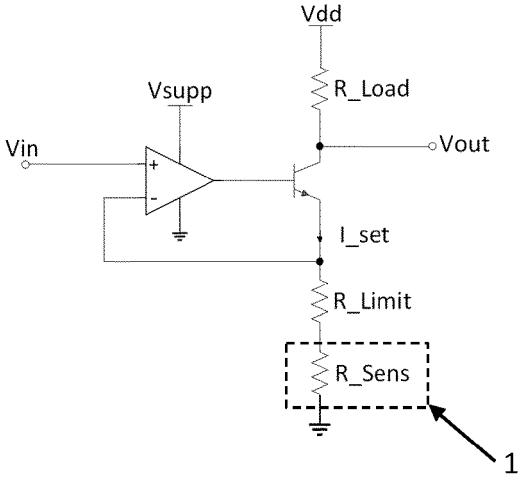 Vdd
R_Load
Vsupp
Vin
Vout
+
-
I_set
R_Limit
R_Sens
1